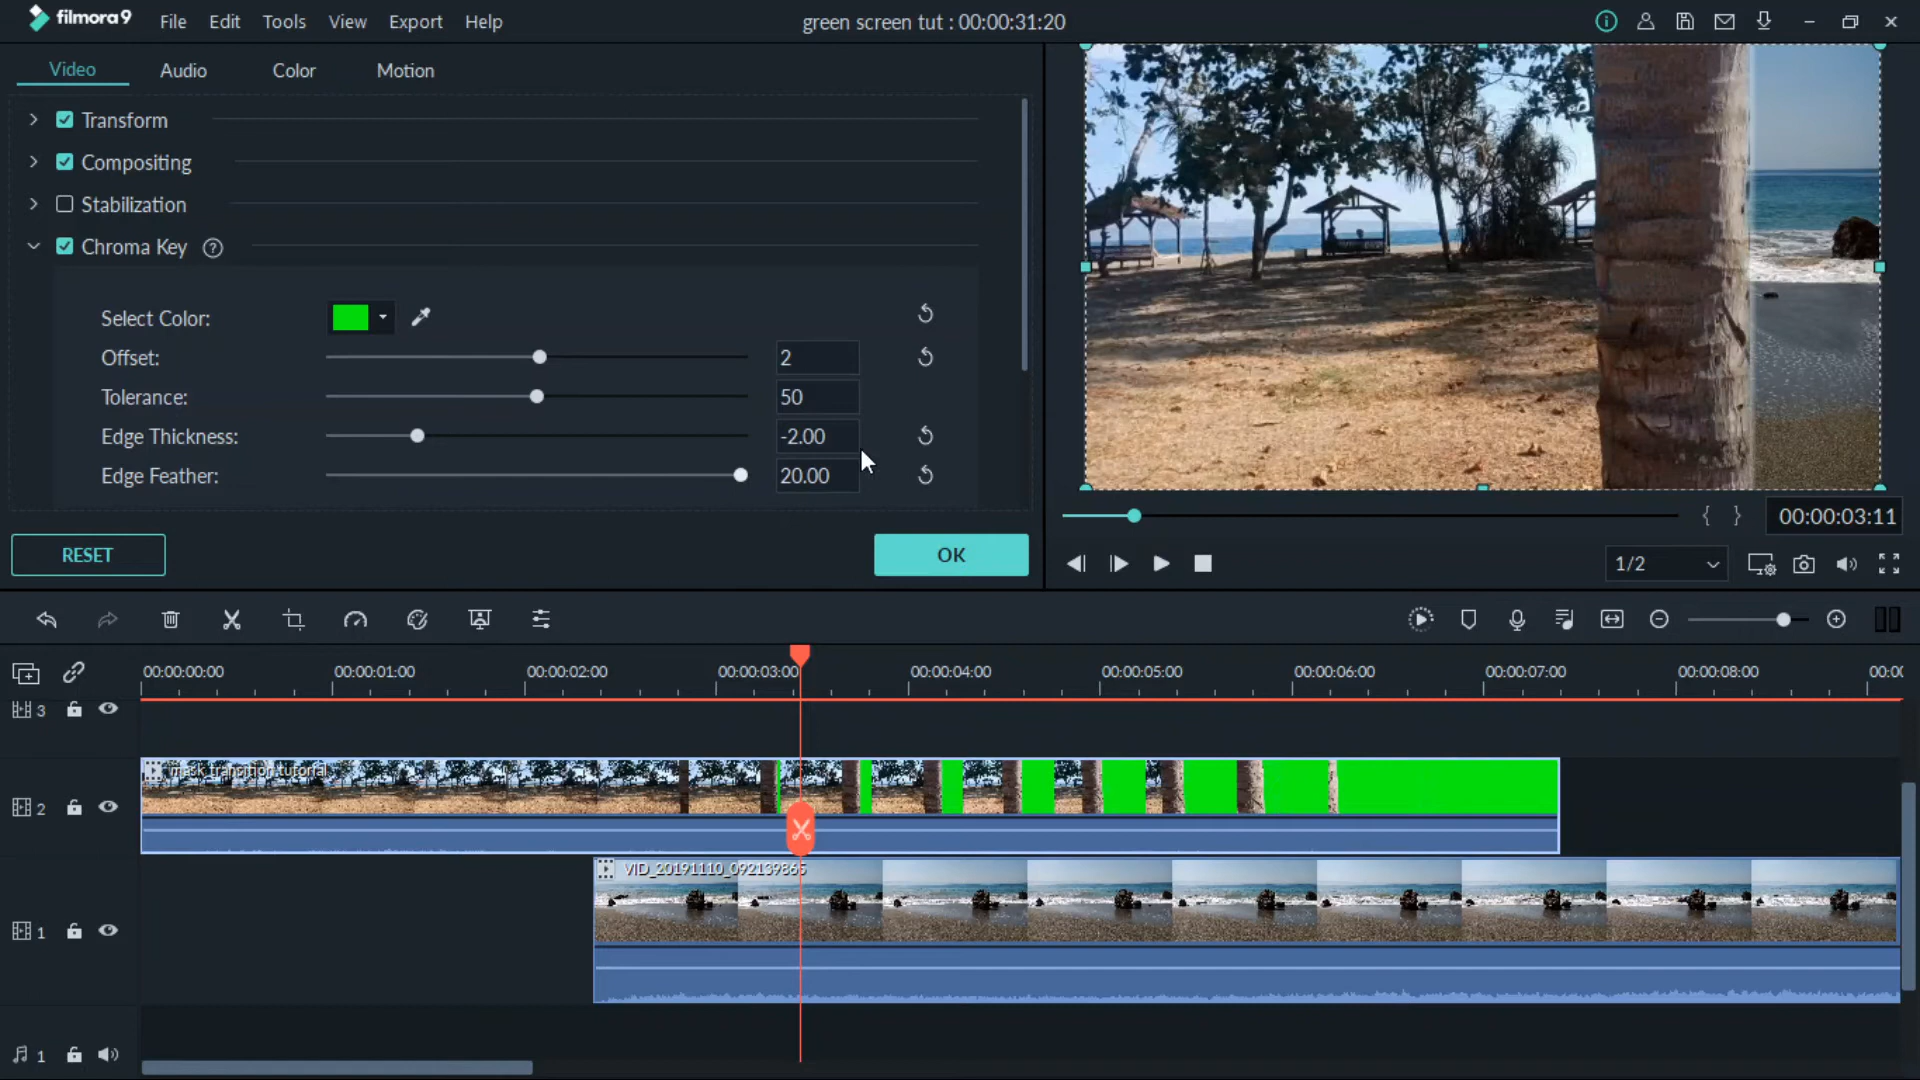 filmora9 File Edit Tools View Export Help green screen tut : 00:00:31:20
Video Audio Color Motion
Transform
Compositing
Stabilization
Chroma Key ?
Select Color:
Offset: 2
Tolerance: 50
Edge Thickness: -2.00
Edge Feather: 20.00
RESET OK
{ } 00:00:03:11
1/2
00:00:00:00 00:00:01:00 00:00:02:00 00:00:03:00 00:00:04:00 00:00:05:00 00:00:06:00 00:00:07:00 00:00:08:00 00:00
3
mask transition tutorial
2
VID_20191110_092139865
1
1